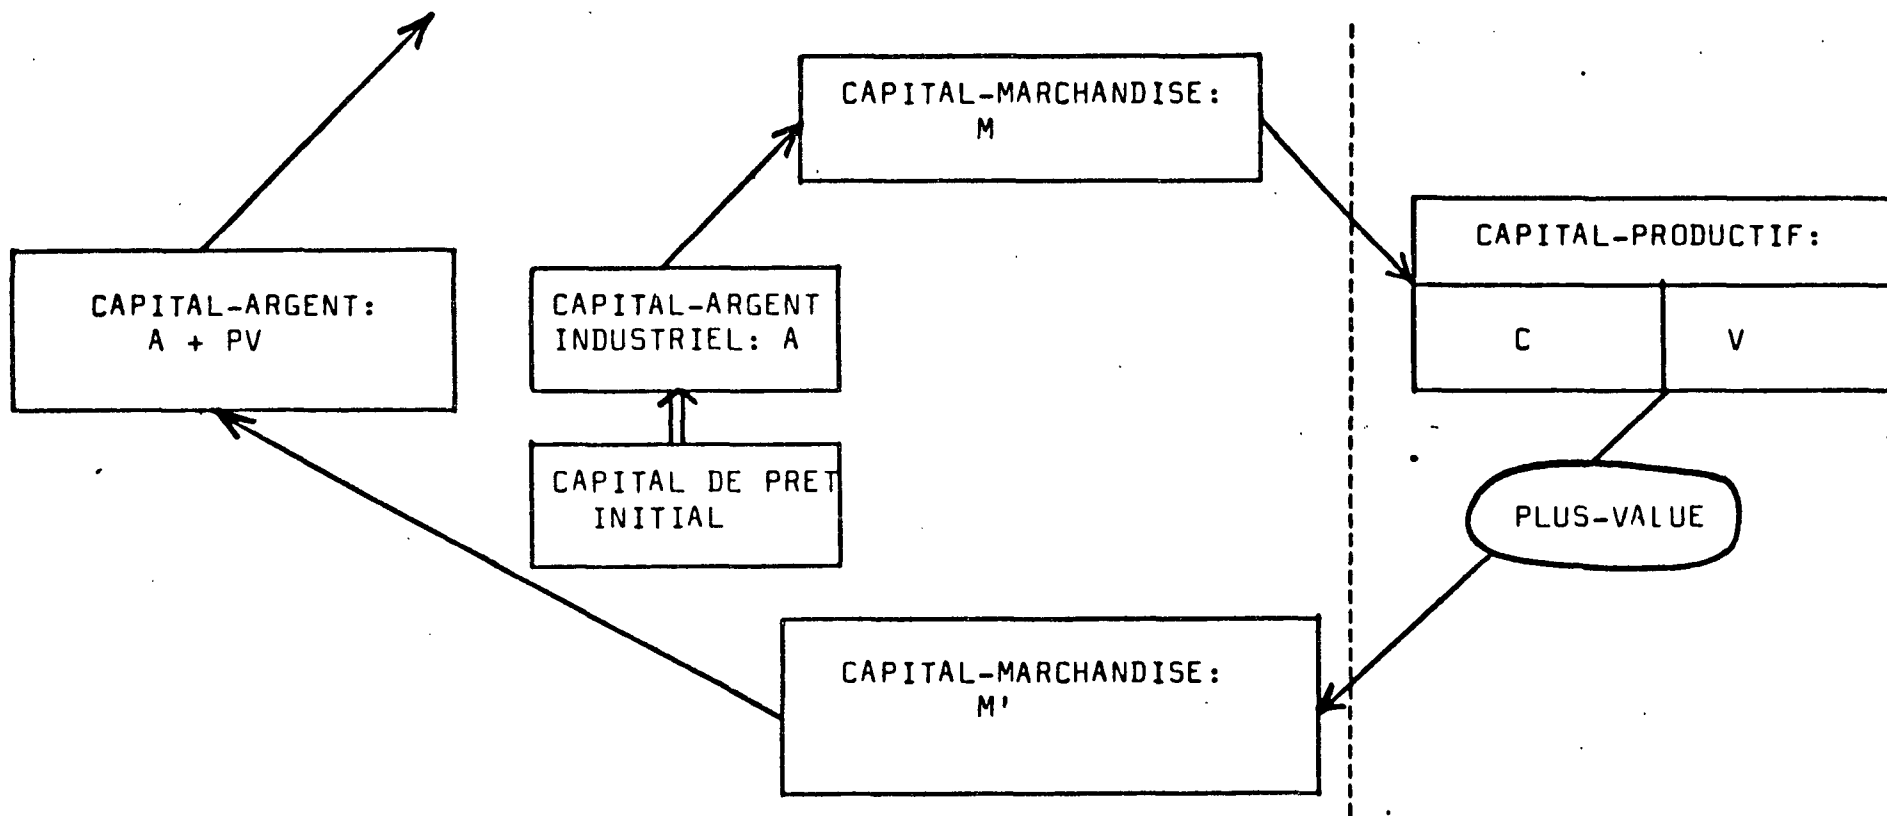 CAPITAL-MARCHANDISE:
M
CAPITAL-PRODUCTIF:
C
V
CAPITAL-ARGENT:
A + PV
CAPITAL-ARGENT
INDUSTRIEL: A
CAPITAL DE PRET
INITIAL
PLUS-VALUE
CAPITAL-MARCHANDISE:
M'